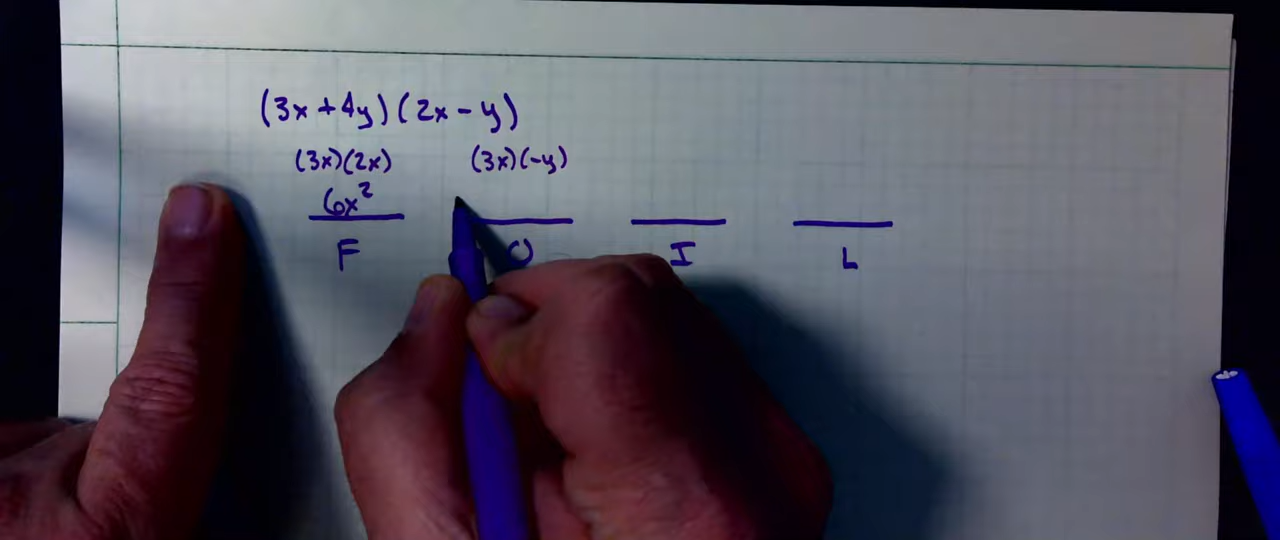 (3x+4y)(2x-y)
(3x)(2x) (3x)(-y)
6x²
F O I L